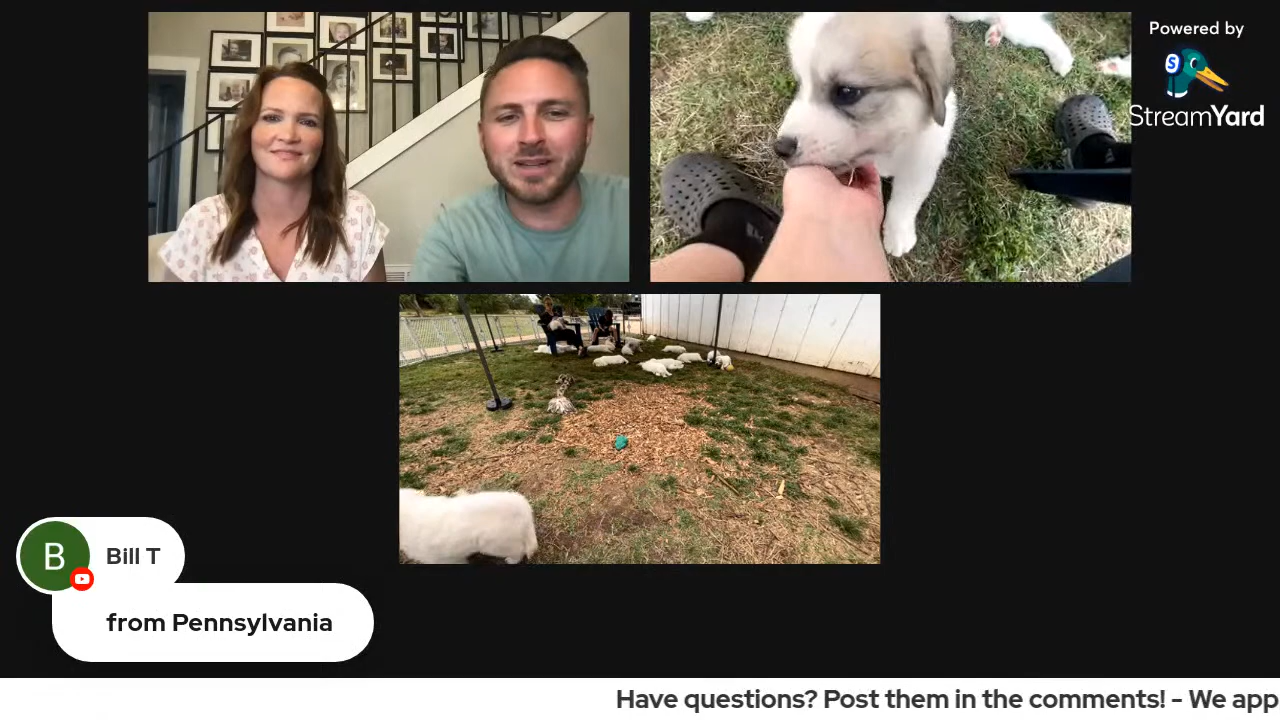 Powered by
S
StreamYard
B
Bill T
from Pennsylvania
Have questions? Post them in the comments! - We app